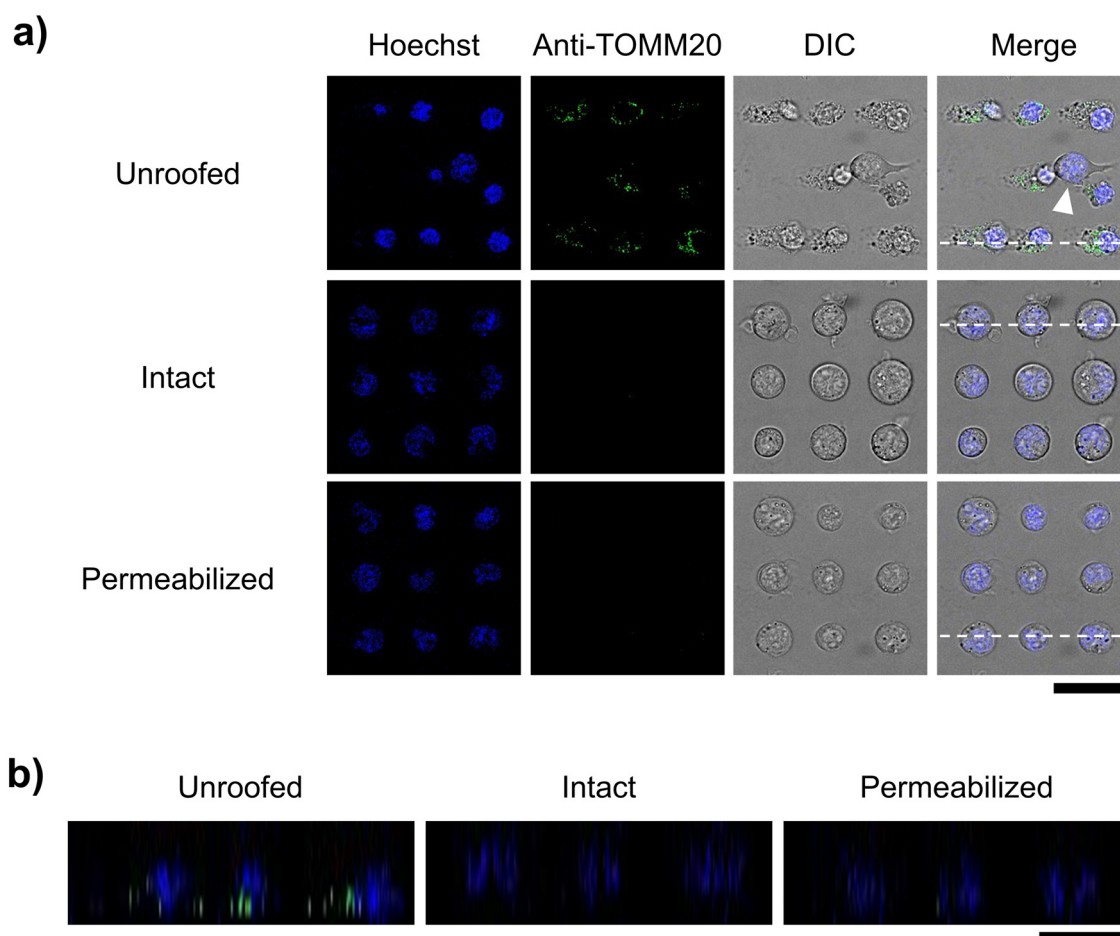 a)
Hoechst Anti-TOMM20 DIC Merge
Unroofed
Intact
Permeabilized
b)
Unroofed Intact Permeabilized